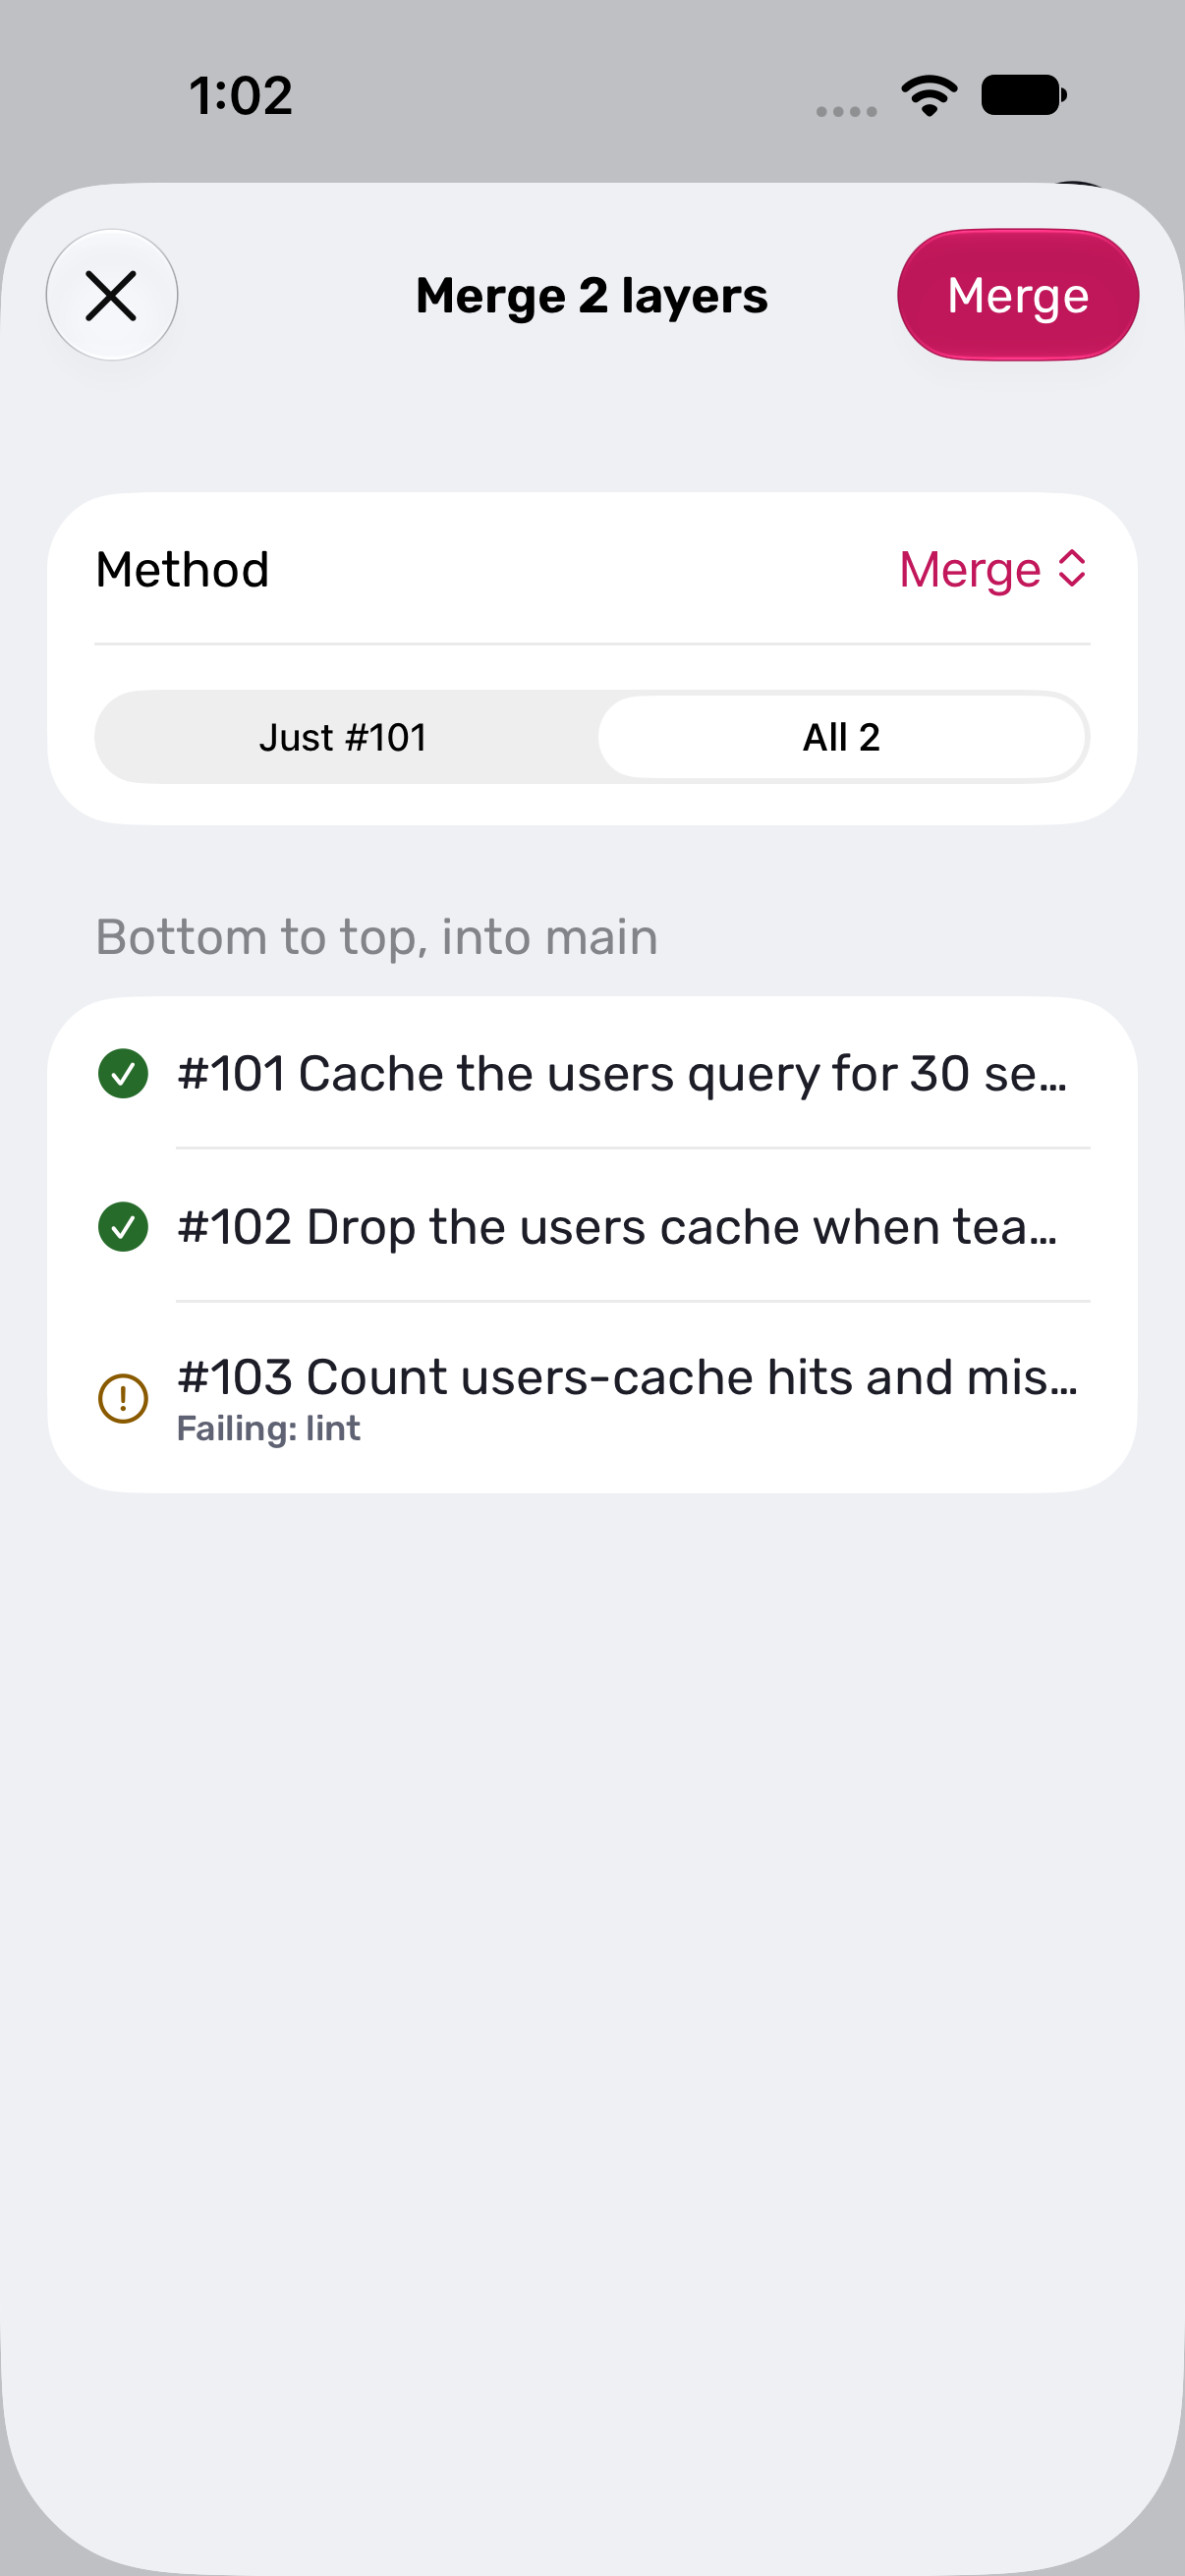 1:02
Merge 2 layers
Merge
Method
Merge
Just #101
All 2
Bottom to top, into main
#101 Cache the users query for 30 se…
#102 Drop the users cache when tea…
#103 Count users-cache hits and mis…
Failing: lint